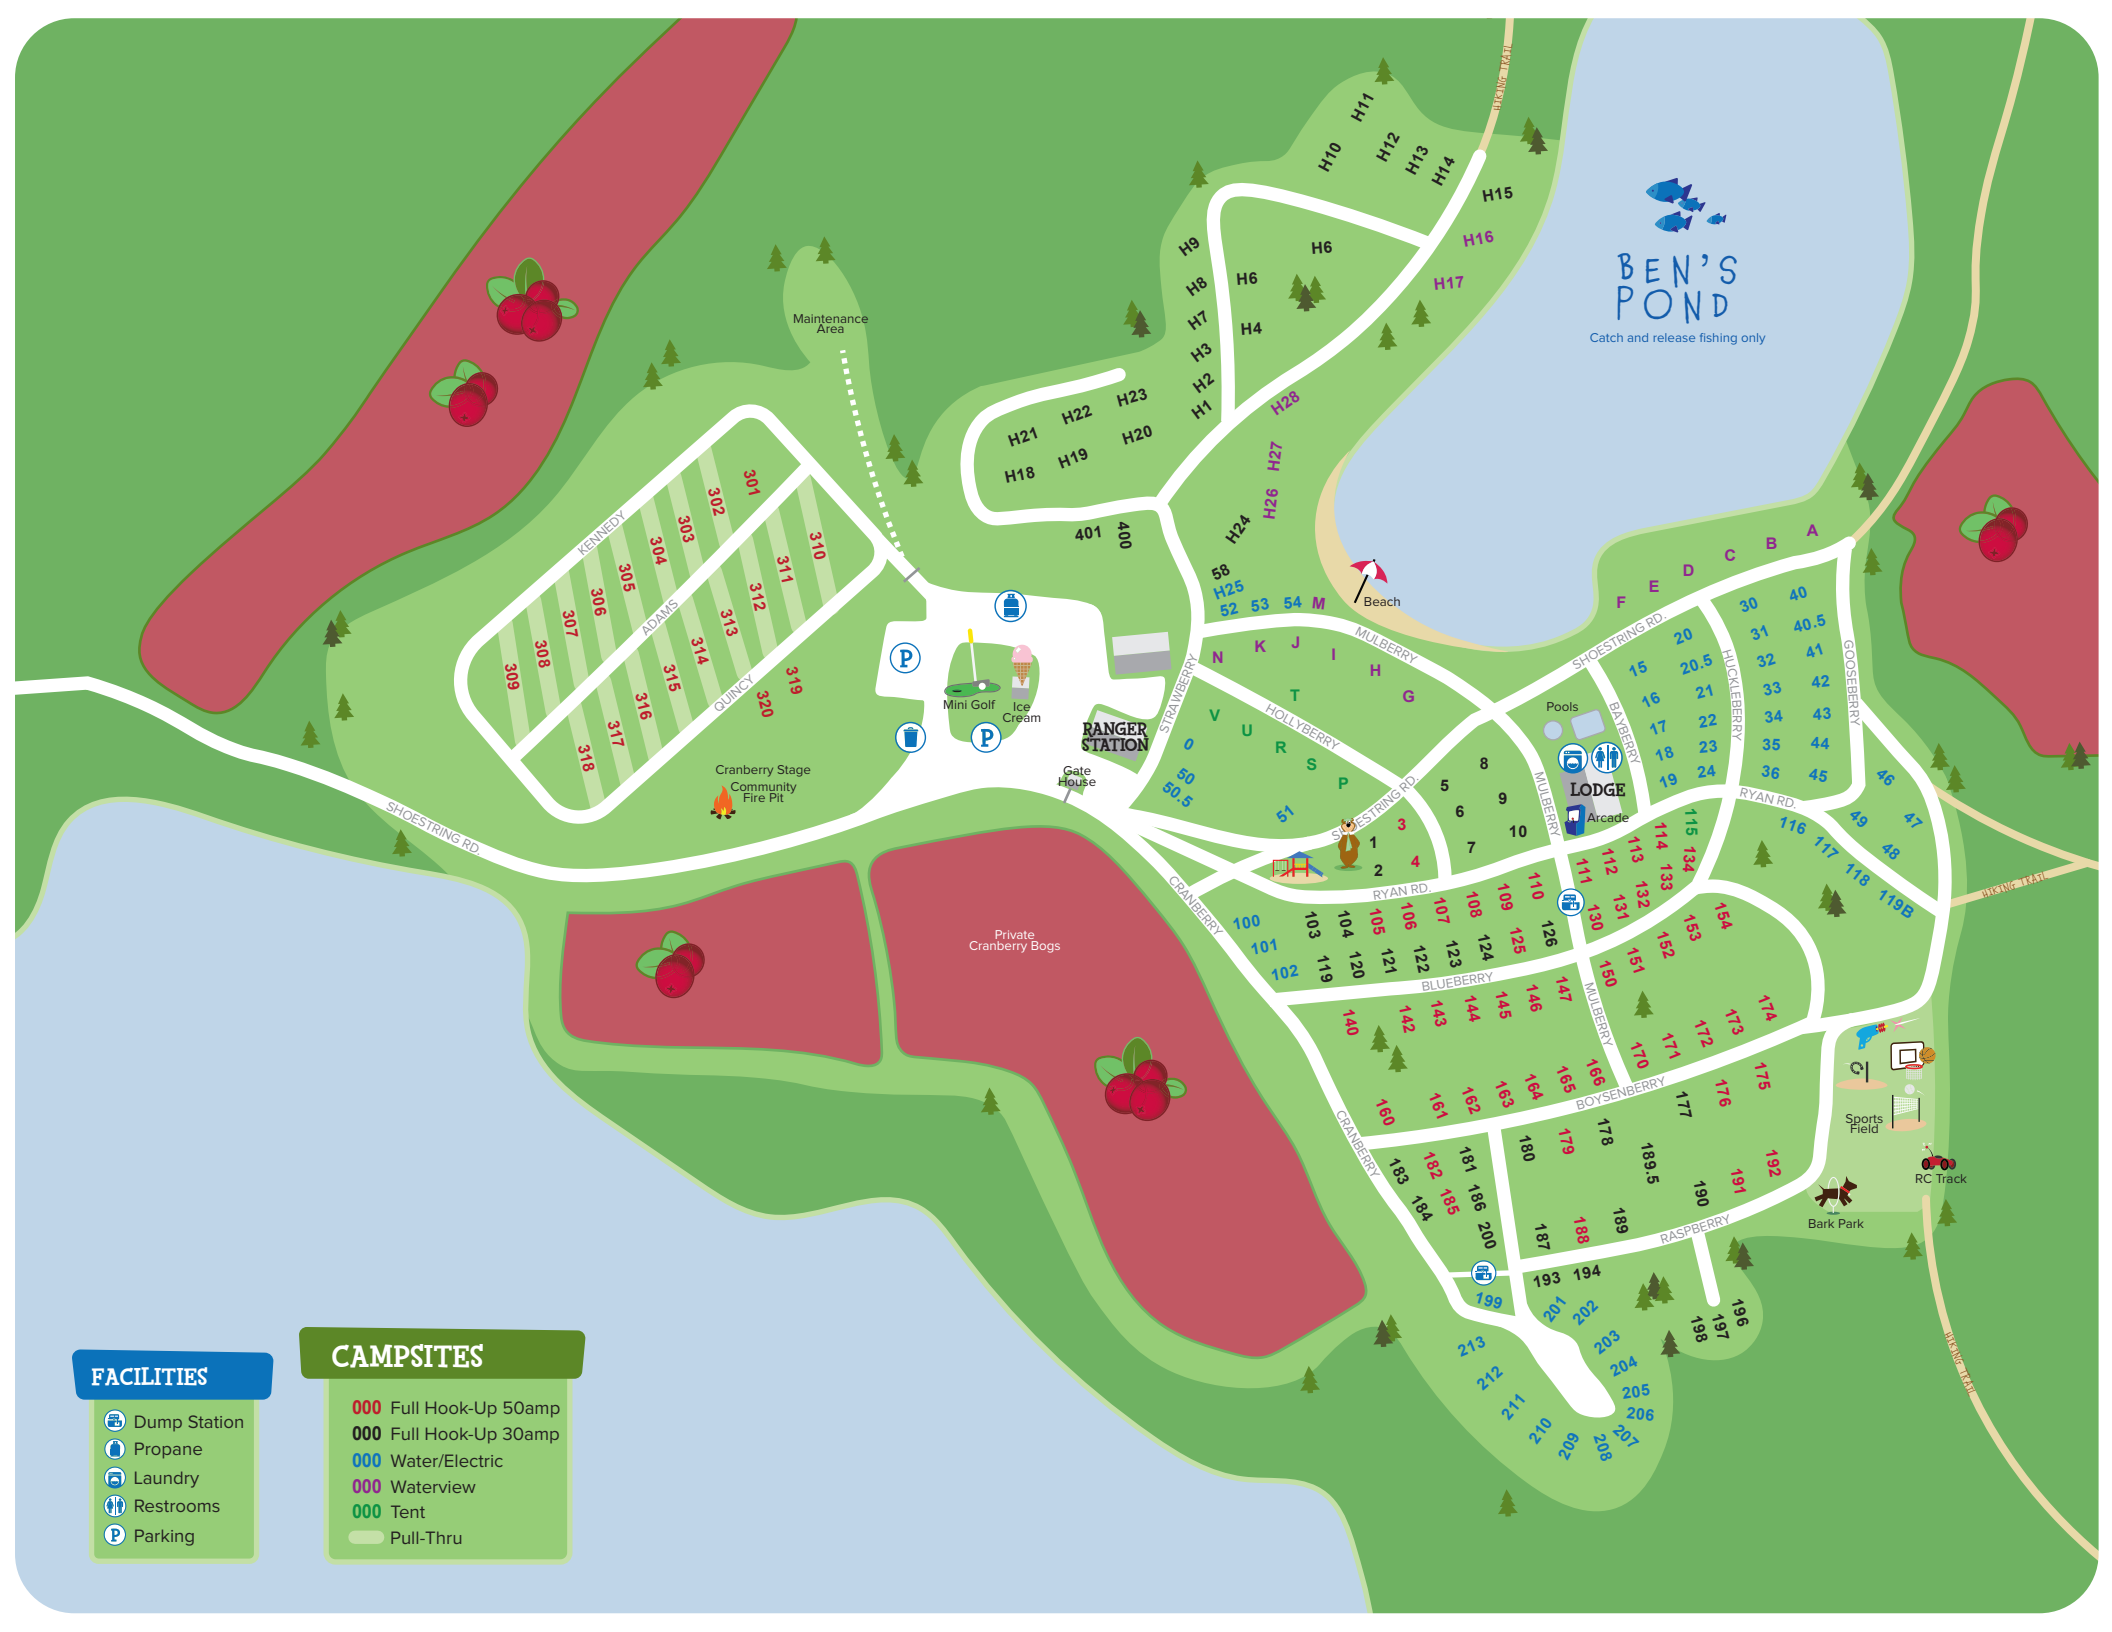 HIKING TRAIL
H11
H10
H12
H13
H14
H15
H16
H17
H9
H8
H7
H3
H2
H1
H6
H6
H4
H28
H27
H26
H24
H23
H22
H21
H20
H19
H18
401
400
58
H25
52
53
54
M
BEN'S
POND
Catch and release fishing only
Maintenance
Area
KENNEDY
ADAMS
QUINCY
301
302
303
304
305
306
307
308
309
310
311
312
313
314
315
316
317
318
319
320
Mini Golf
Ice
Cream
P
P
RANGER
STATION
Gate
House
Cranberry Stage
Community
Fire Pit
SHOESTRING RD.
STRAWBERRY
Beach
MULBERRY
N
K
J
I
H
G
HOLLYBERRY
T
V
U
R
S
P
0
50
50.5
51
SHOESTRING RD.
A
B
C
D
E
F
SHOESTRING RD.
HUCKLEBERRY
GOOSEBERRY
BAYBERRY
MULBERRY
20
15
20.5
16
21
17
22
18
23
19
24
30
40
31
40.5
32
41
33
42
34
43
35
44
36
45
46
47
48
49
RYAN RD.
116
117
118
119B
HIKING TRAIL
Pools
LODGE
Arcade
8
5
9
6
10
7
3
1
4
2
RYAN RD.
CRANBERRY
100
101
102
103
104
105
106
107
108
109
110
111
112
113
114
115
119
120
121
122
123
124
125
126
130
131
132
133
134
BLUEBERRY
MULBERRY
140
142
143
144
145
146
147
150
151
152
153
154
160
161
162
163
164
165
166
170
171
172
173
174
BOYSENBERRY
CRANBERRY
175
176
177
178
179
180
181
182
183
184
185
186
200
187
188
189
189.5
190
191
192
RASPBERRY
193
194
196
197
198
199
201
202
203
204
205
206
207
208
209
210
211
212
213
Sports
Field
RC Track
Bark Park
HIKING TRAIL
Private
Cranberry Bogs
FACILITIES
Dump Station
Propane
Laundry
Restrooms
P Parking
CAMPSITES
000 Full Hook-Up 50amp
000 Full Hook-Up 30amp
000 Water/Electric
000 Waterview
000 Tent
Pull-Thru